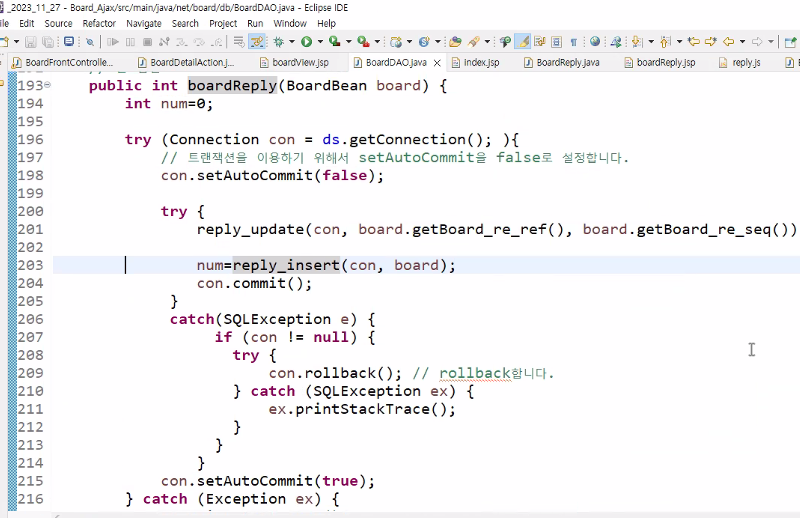 _2023_11_27 - Board_Ajax/src/main/java/net/board/db/BoardDAO.java - Eclipse IDE
File Edit Source Refactor Navigate Search Project Run Window Help
BoardFrontControlle... BoardDetailAction.j... boardView.jsp BoardDAO.java index.jsp BoardReply.java boardReply.jsp reply.js
193 public int boardReply(BoardBean board) {
194 int num=0;
195
196 try (Connection con = ds.getConnection(); ){
197 // 트랜잭션을 이용하기 위해서 setAutoCommit을 false로 설정합니다.
198 con.setAutoCommit(false);
199
200 try {
201 reply_update(con, board.getBoard_re_ref(), board.getBoard_re_seq())
202
203 num=reply_insert(con, board);
204 con.commit();
205 }
206 catch(SQLException e) {
207 if (con != null) {
208 try {
209 con.rollback(); // rollback합니다.
210 } catch (SQLException ex) {
211 ex.printStackTrace();
212 }
213 }
214 }
215 con.setAutoCommit(true);
216 } catch (Exception ex) {